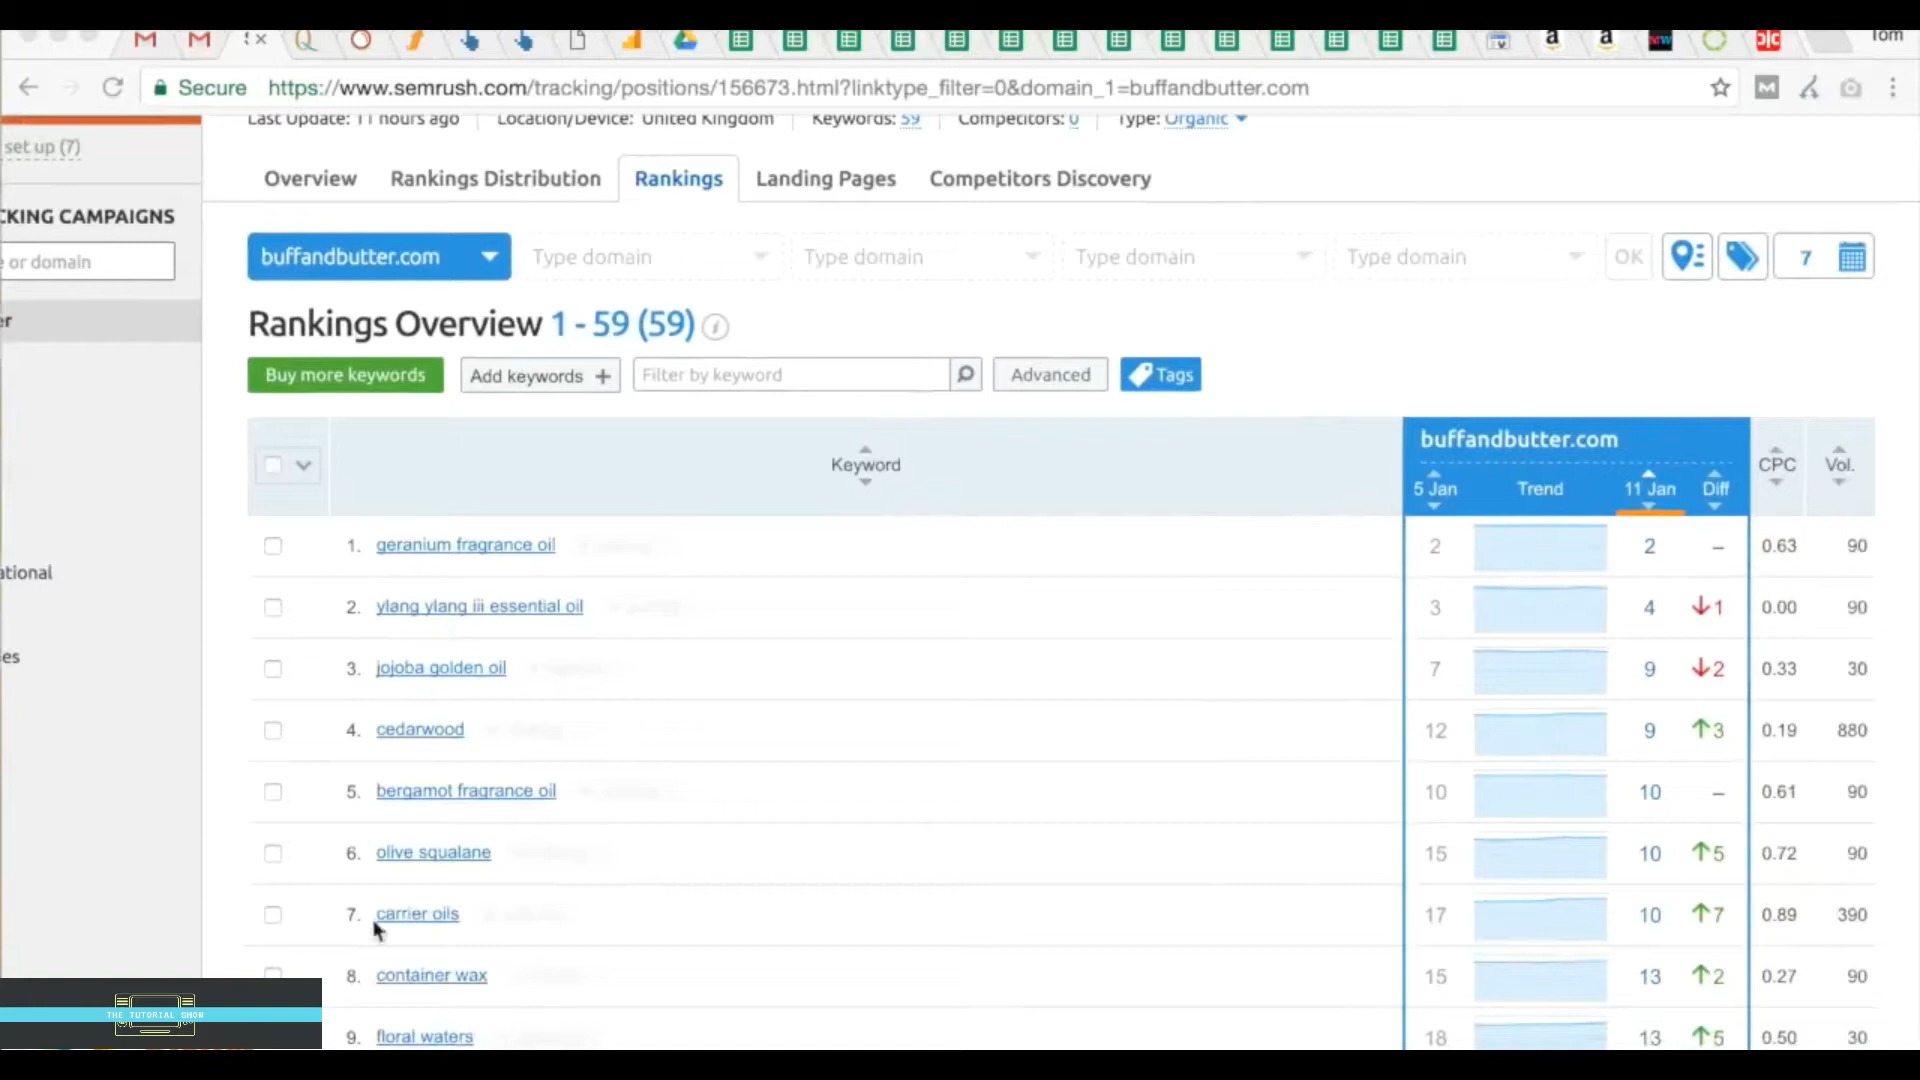 Tom
Secure https://www.semrush.com/tracking/positions/156673.html?linktype_filter=0&domain_1=buffandbutter.com
Last Update: 11 hours ago Location/Device: United Kingdom Keywords: 59 Competitors: 0 Type: Organic
set up (7)
Overview Rankings Distribution Rankings Landing Pages Competitors Discovery
CKING CAMPAIGNS
e or domain
buffandbutter.com Type domain Type domain Type domain Type domain OK 7
er
Rankings Overview 1 - 59 (59)
Buy more keywords Add keywords + Filter by keyword Advanced Tags
Keyword buffandbutter.com CPC Vol.
5 Jan Trend 11 Jan Diff
1. geranium fragrance oil 2 2 – 0.63 90
ational
2. ylang ylang iii essential oil 3 4 ↓1 0.00 90
es
3. jojoba golden oil 7 9 ↓2 0.33 30
4. cedarwood 12 9 ↑3 0.19 880
5. bergamot fragrance oil 10 10 – 0.61 90
6. olive squalane 15 10 ↑5 0.72 90
7. carrier oils 17 10 ↑7 0.89 390
8. container wax 15 13 ↑2 0.27 90
9. floral waters 18 13 ↑5 0.50 30
THE TUTORIAL SHOW